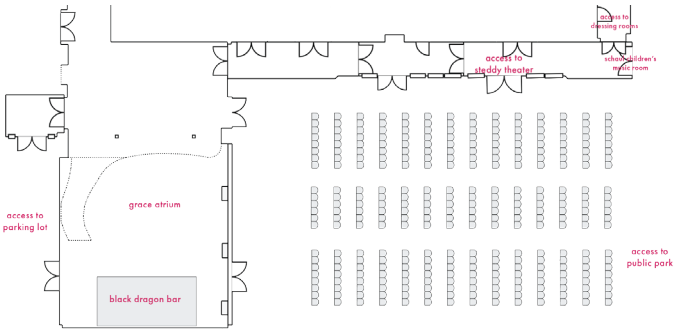 access to
dressing rooms
access to
steddy theater
school children's
music room
grace atrium
access to
parking lot
access to
public park
black dragon bar